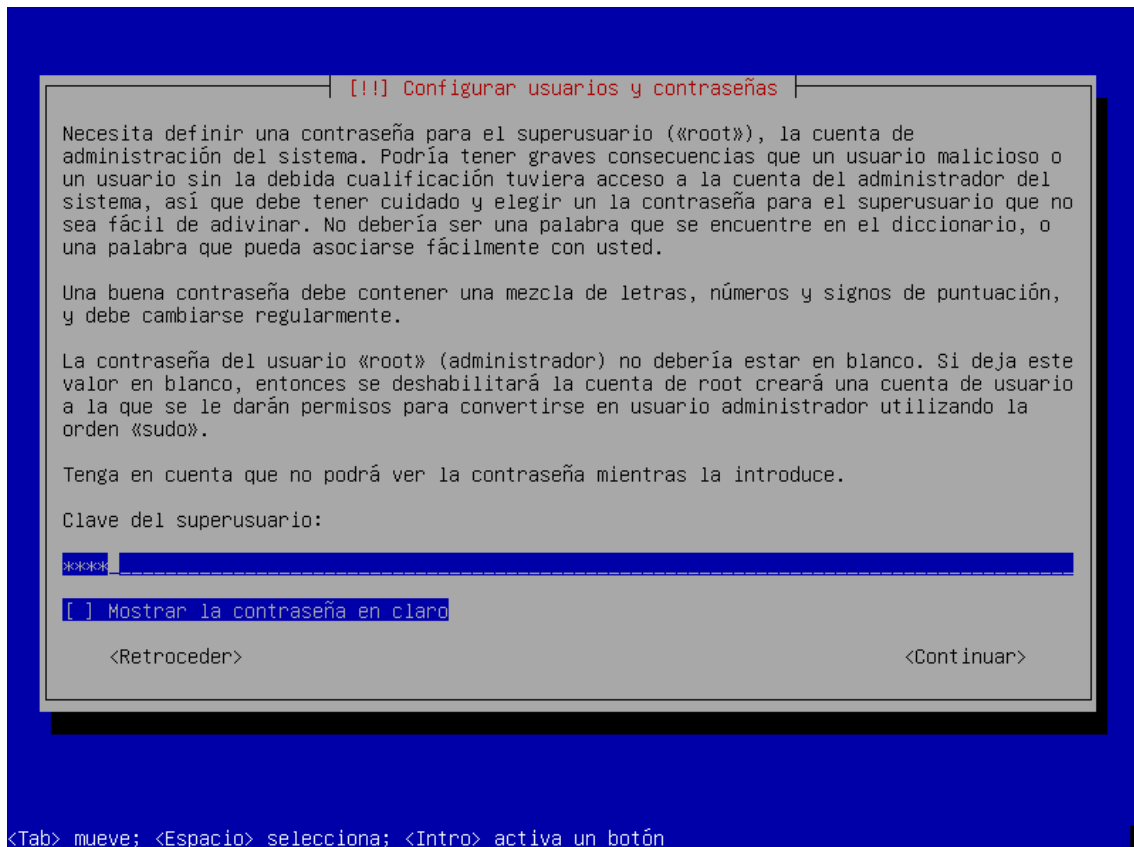 [!!] Configurar usuarios y contraseñas
Necesita definir una contraseña para el superusuario («root»), la cuenta de
administración del sistema. Podría tener graves consecuencias que un usuario malicioso o
un usuario sin la debida cualificación tuviera acceso a la cuenta del administrador del
sistema, así que debe tener cuidado y elegir un la contraseña para el superusuario que no
sea fácil de adivinar. No debería ser una palabra que se encuentre en el diccionario, o
una palabra que pueda asociarse fácilmente con usted.
Una buena contraseña debe contener una mezcla de letras, números y signos de puntuación,
y debe cambiarse regularmente.
La contraseña del usuario «root» (administrador) no debería estar en blanco. Si deja este
valor en blanco, entonces se deshabilitará la cuenta de root creará una cuenta de usuario
a la que se le darán permisos para convertirse en usuario administrador utilizando la
orden «sudo».
Tenga en cuenta que no podrá ver la contraseña mientras la introduce.
Clave del superusuario:
****
[ ] Mostrar la contraseña en claro
<Retroceder> <Continuar>
<Tab> mueve; <Espacio> selecciona; <Intro> activa un botón